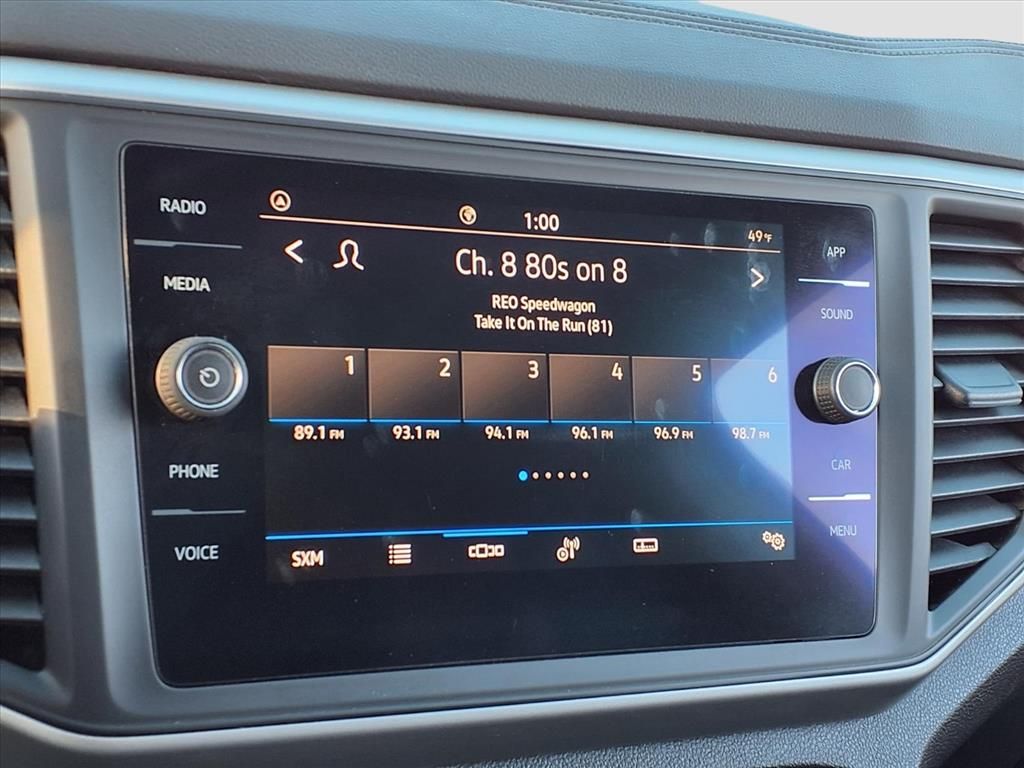 RADIO
MEDIA
PHONE
VOICE
1:00
49°F
Ch. 8 80s on 8
REO Speedwagon
Take It On The Run (81)
1 2 3 4 5 6
89.1 FM 93.1 FM 94.1 FM 96.1 FM 96.9 FM 98.7 FM
SXM
APP
SOUND
CAR
MENU